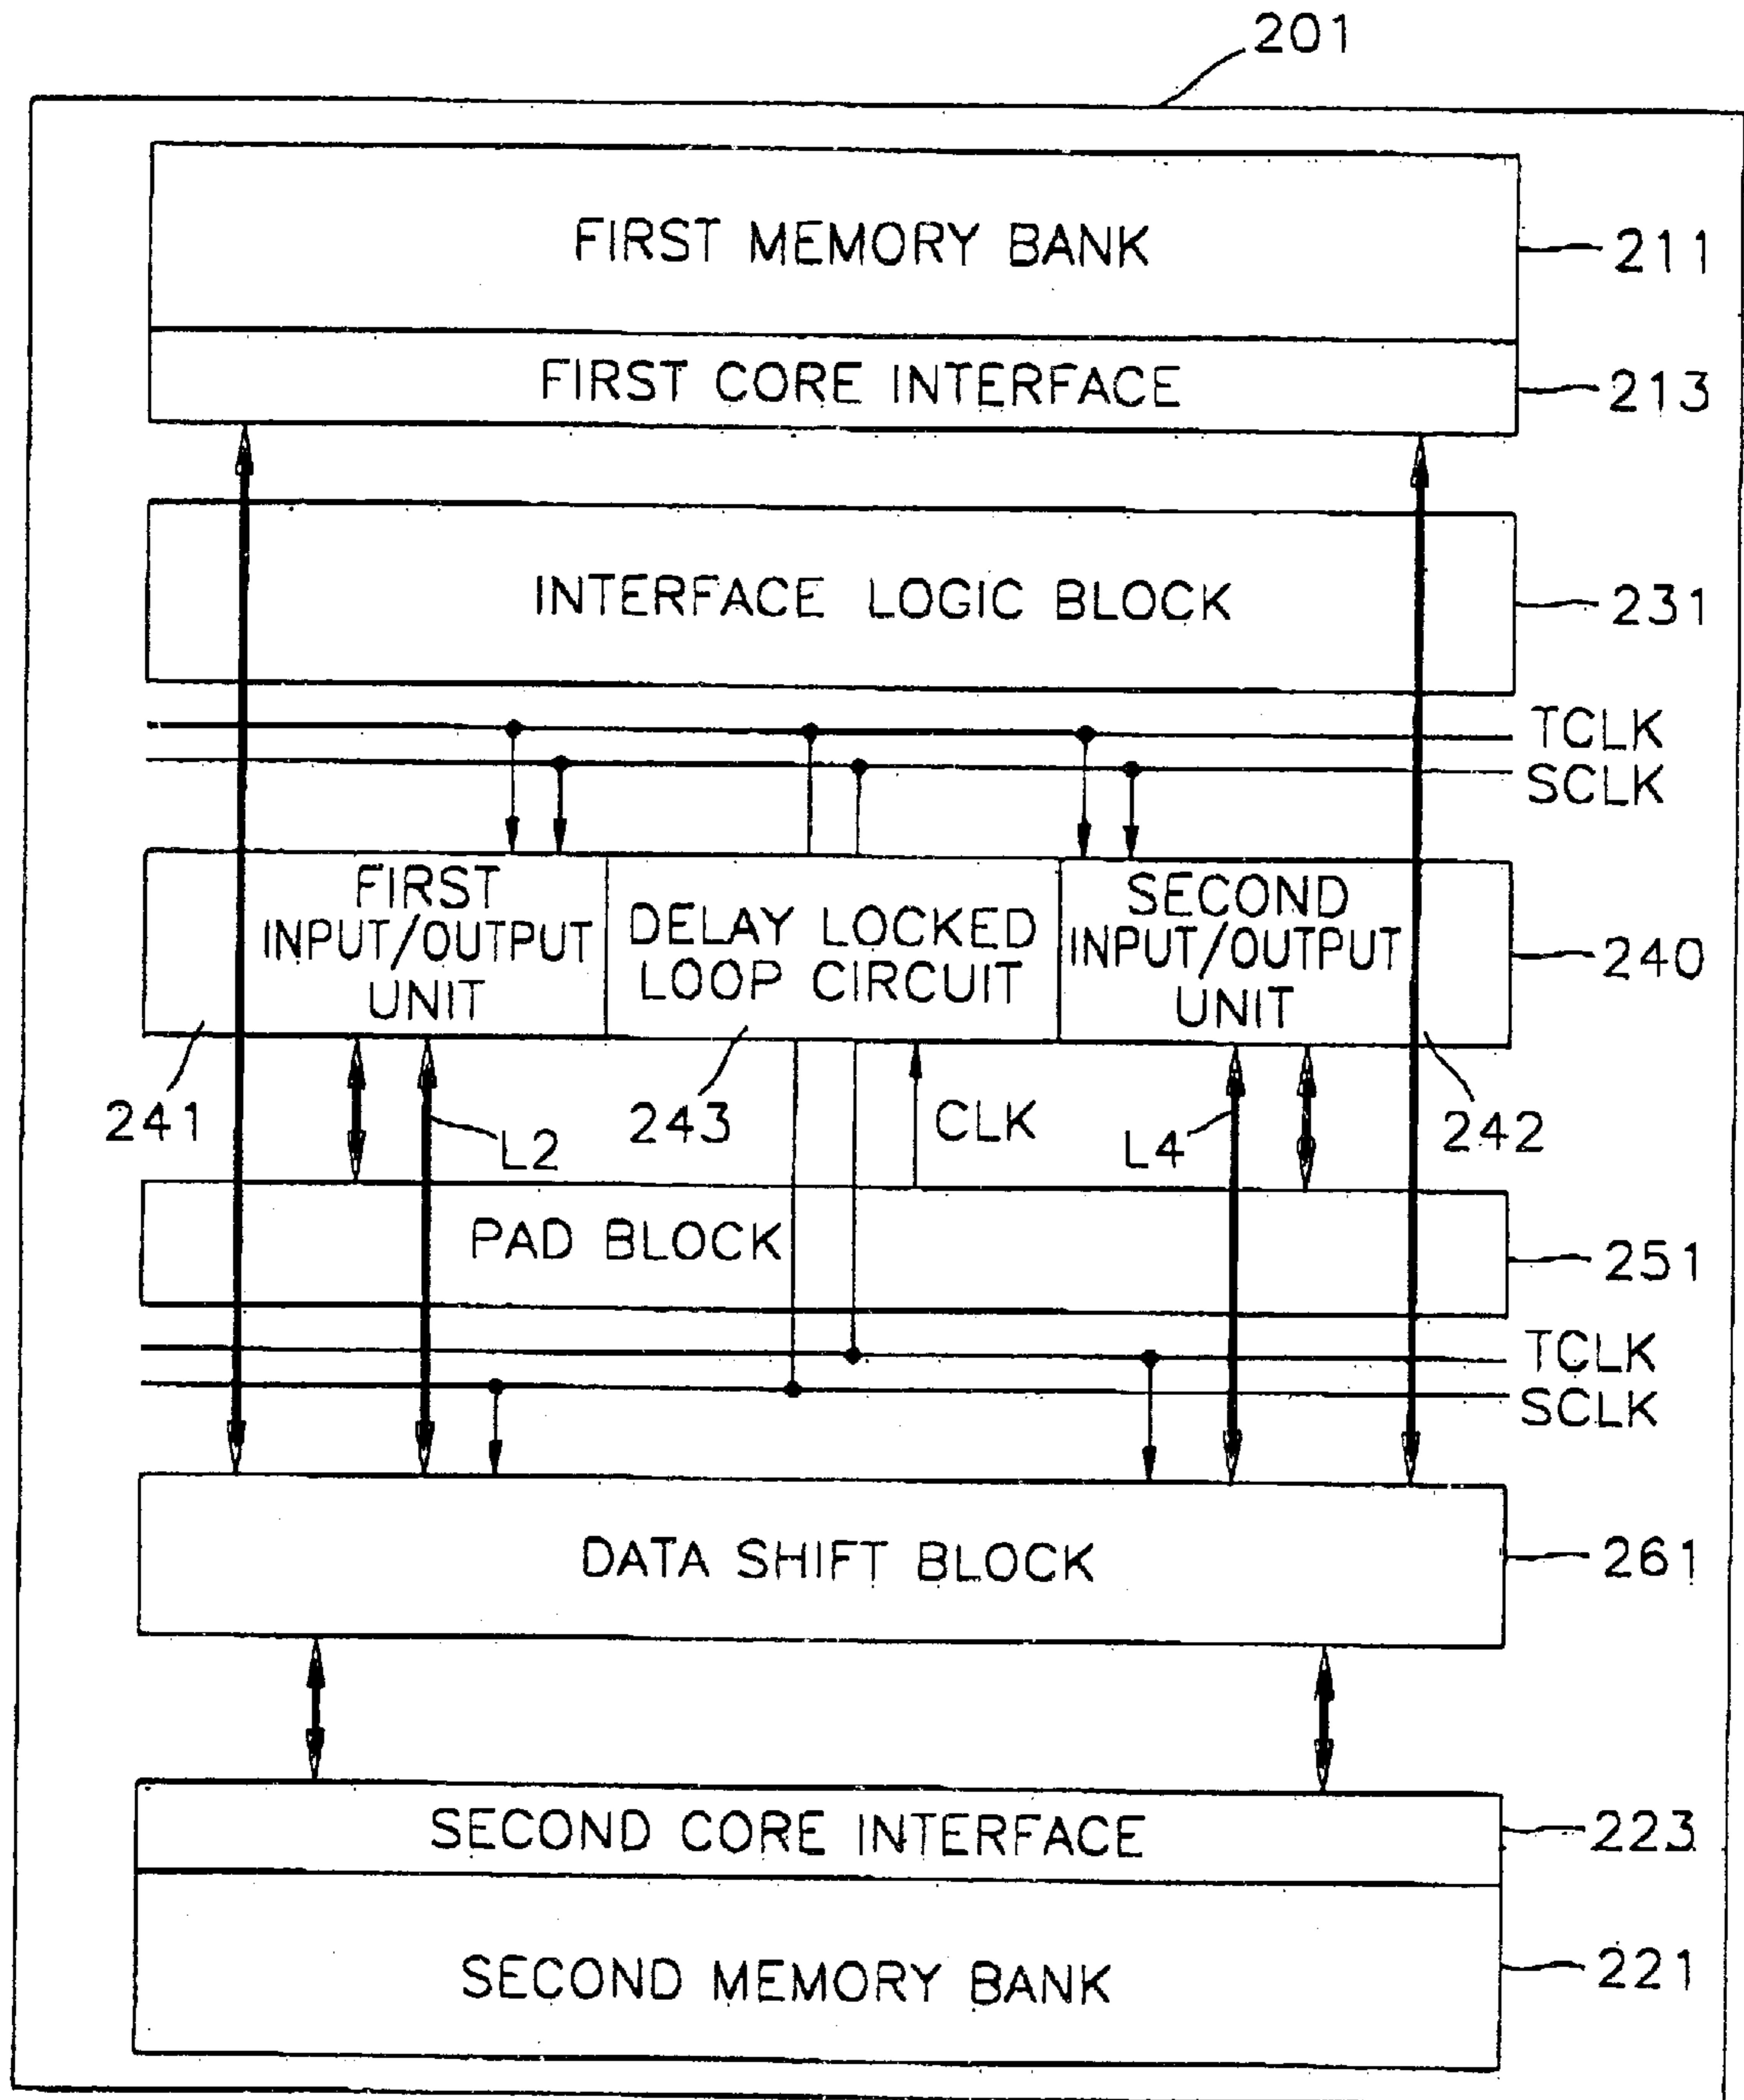 201
FIRST MEMORY BANK
211
FIRST CORE INTERFACE
213
INTERFACE LOGIC BLOCK
231
TCLK
SCLK
FIRST
INPUT/OUTPUT
UNIT
DELAY LOCKED
LOOP CIRCUIT
SECOND
INPUT/OUTPUT
UNIT
240
241
L2
243
CLK
L4
242
PAD BLOCK
251
TCLK
SCLK
DATA SHIFT BLOCK
261
SECOND CORE INTERFACE
223
SECOND MEMORY BANK
221